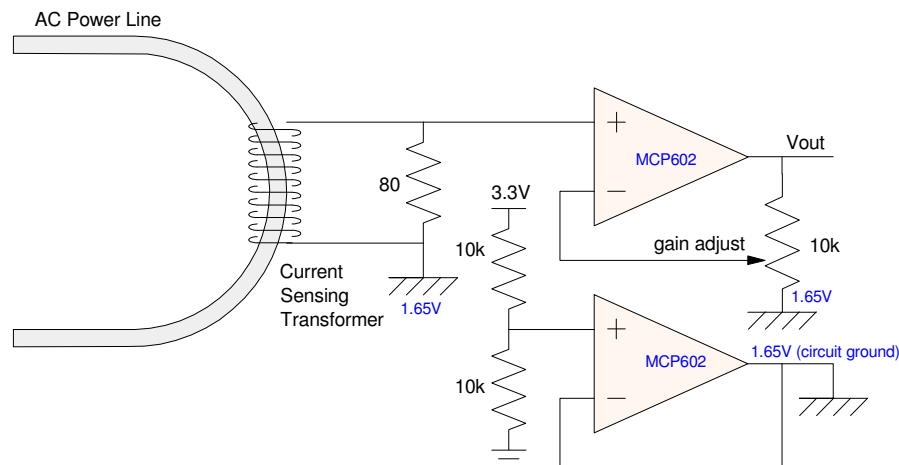 AC Power Line
+
MCP602
Vout
80
3.3V
−
10k
gain adjust
10k
Current
Sensing
Transformer
1.65V
1.65V
+
MCP602
1.65V (circuit ground)
10k
−